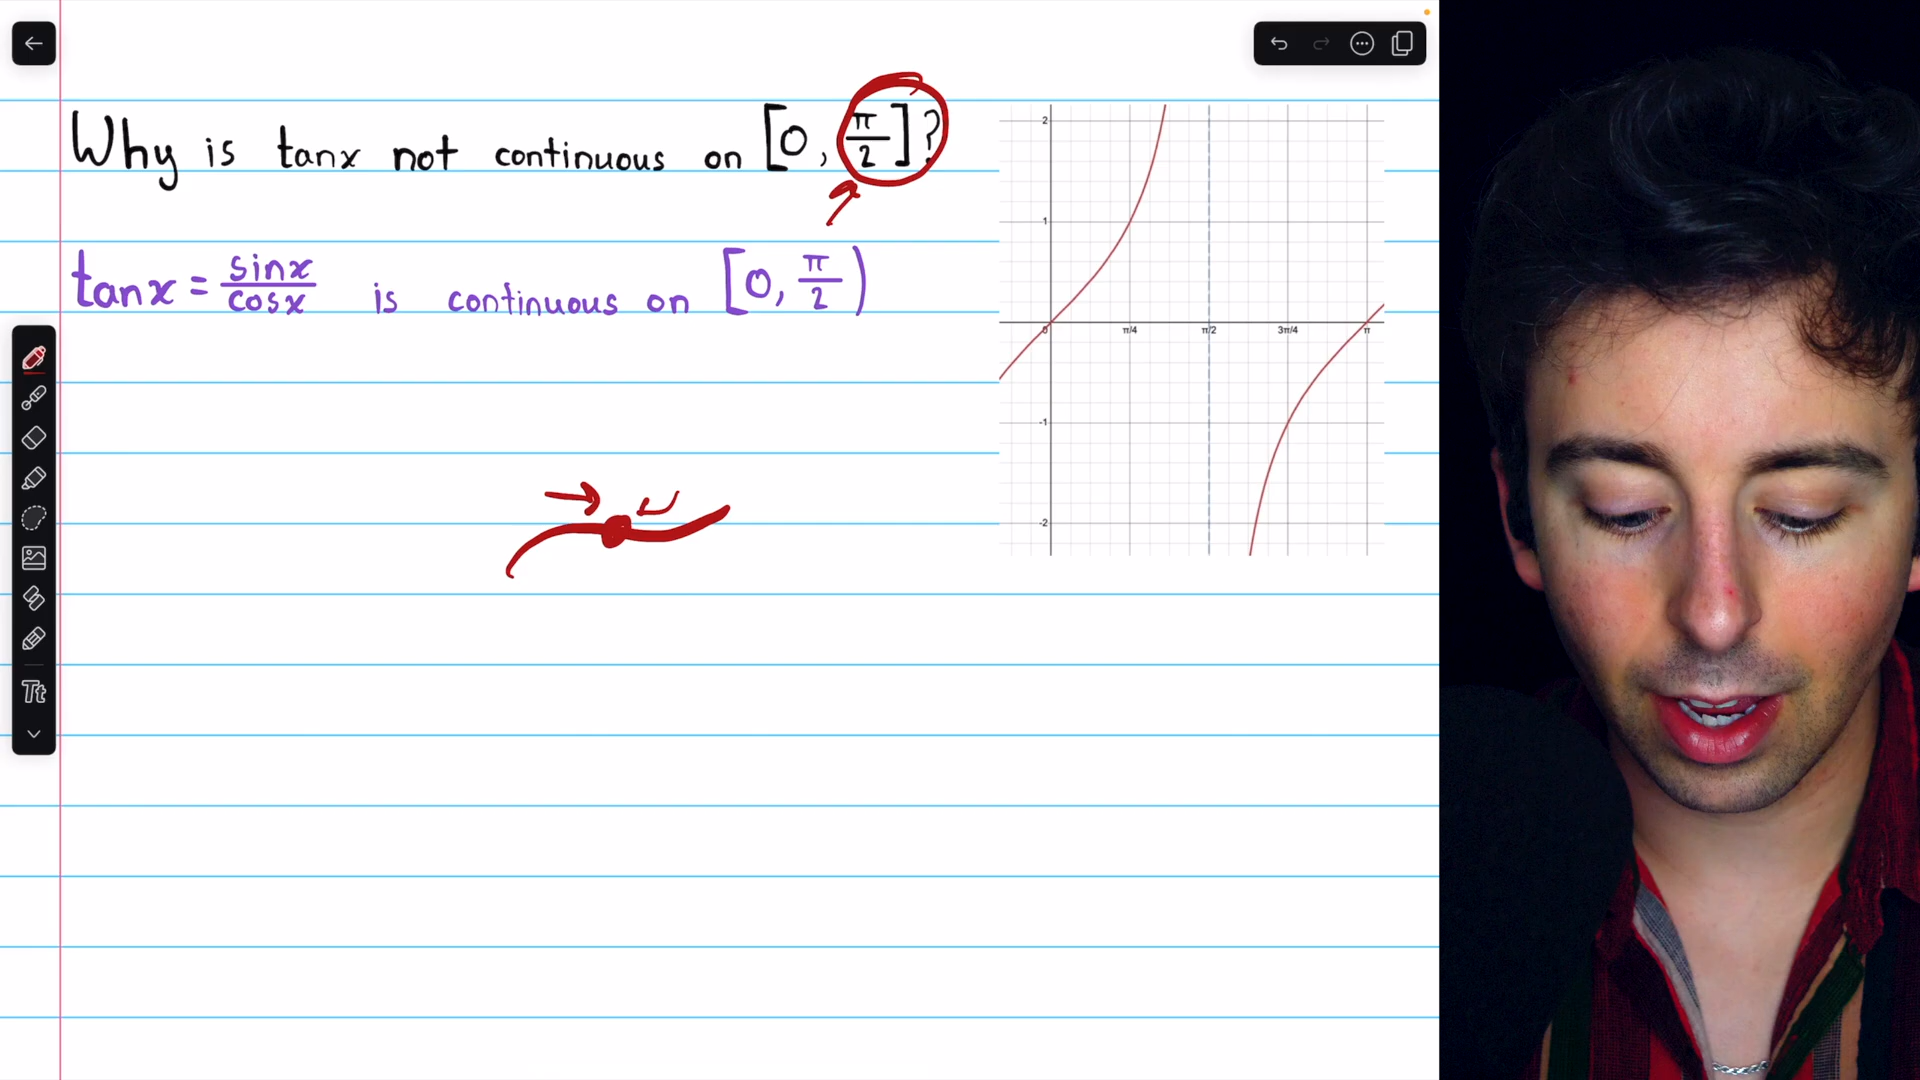 Why is tanx not continuous on [0, π/2]?
tanx = sinx/cosx is continuous on [0, π/2)
2
1
0 π/4 π/2 3π/4 π
-1
-2
Tt